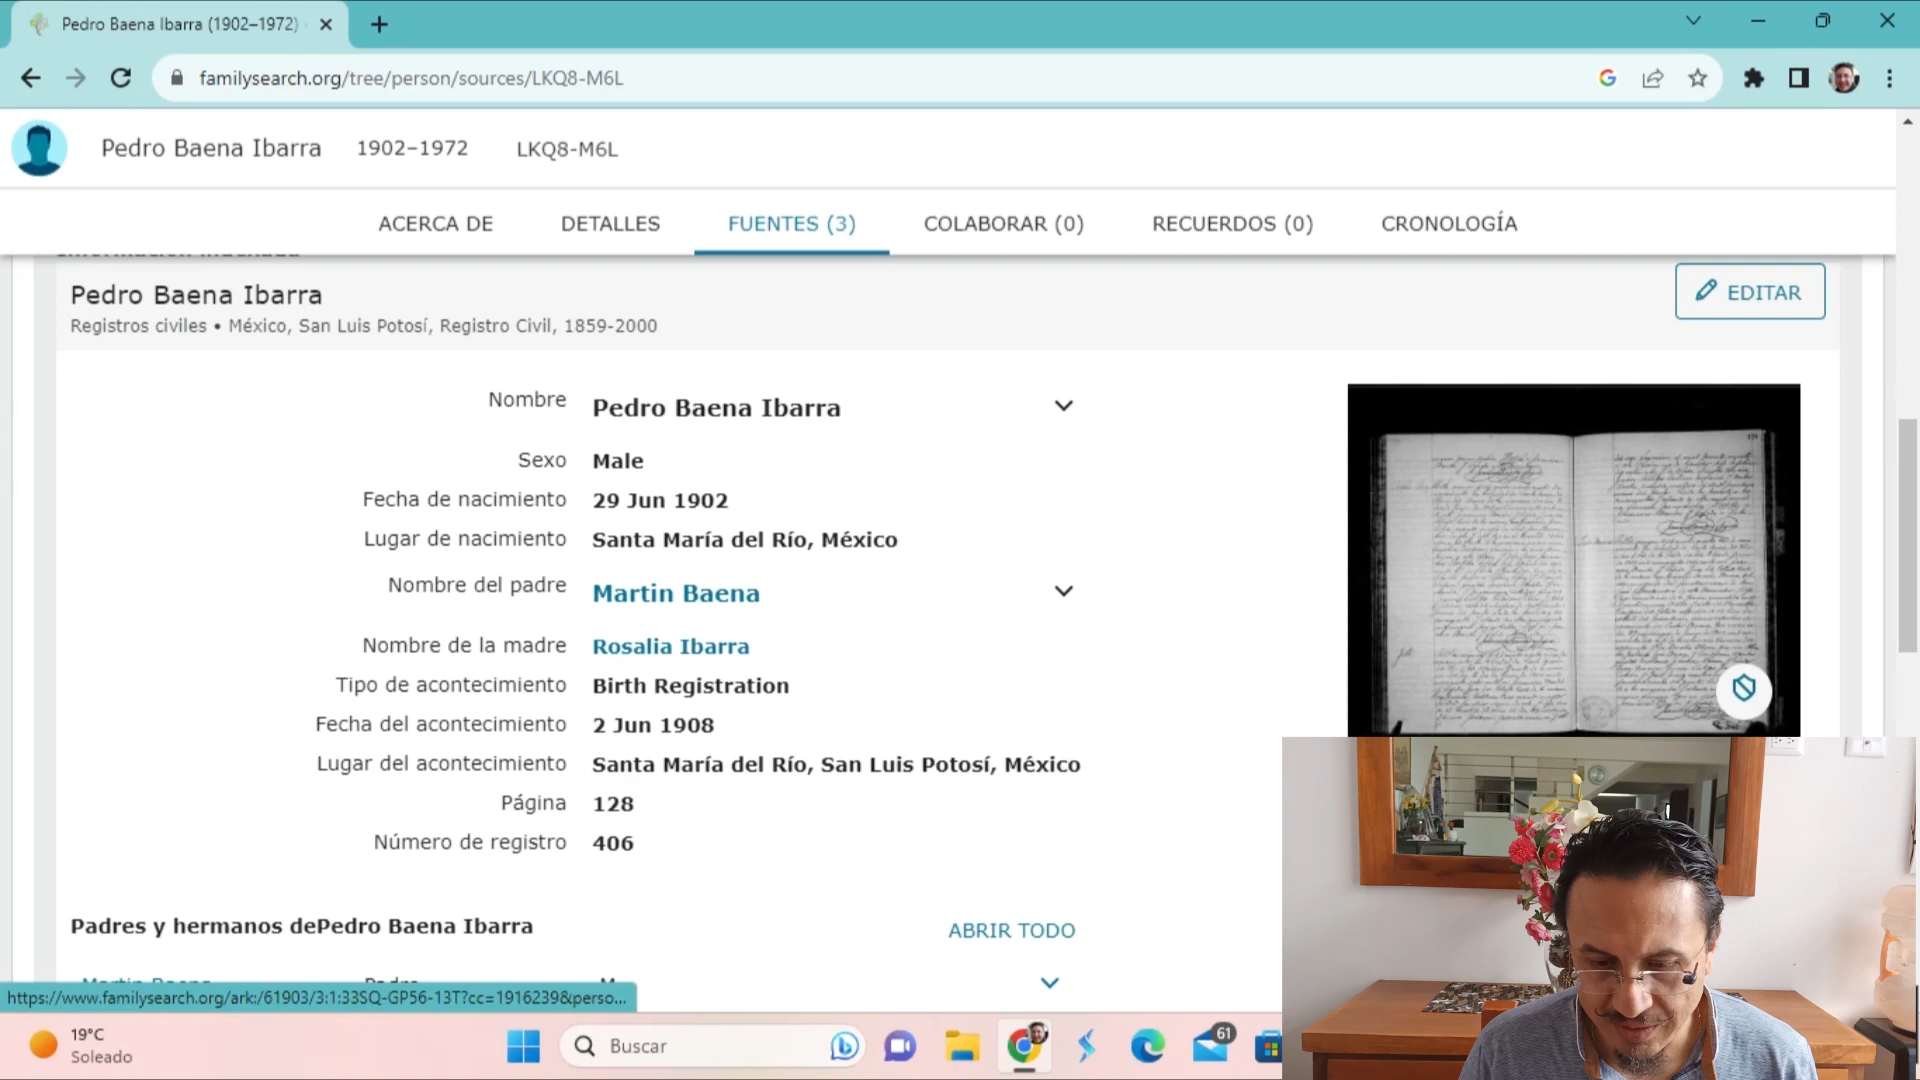 Pedro Baena Ibarra (1902–1972)
familysearch.org/tree/person/sources/LKQ8-M6L
Pedro Baena Ibarra 1902–1972 LKQ8-M6L
ACERCA DE DETALLES FUENTES (3) COLABORAR (0) RECUERDOS (0) CRONOLOGÍA
Pedro Baena Ibarra
EDITAR
Registros civiles • México, San Luis Potosí, Registro Civil, 1859-2000
Nombre Pedro Baena Ibarra
Sexo Male
Fecha de nacimiento 29 Jun 1902
Lugar de nacimiento Santa María del Río, México
Nombre del padre Martin Baena
Nombre de la madre Rosalia Ibarra
Tipo de acontecimiento Birth Registration
Fecha del acontecimiento 2 Jun 1908
Lugar del acontecimiento Santa María del Río, San Luis Potosí, México
Página 128
Número de registro 406
Padres y hermanos dePedro Baena Ibarra ABRIR TODO
Martin Baena Padre M
https://www.familysearch.org/ark:/61903/3:1:33SQ-GP56-13T?cc=1916239&perso...
19°C
Soleado
Buscar
61